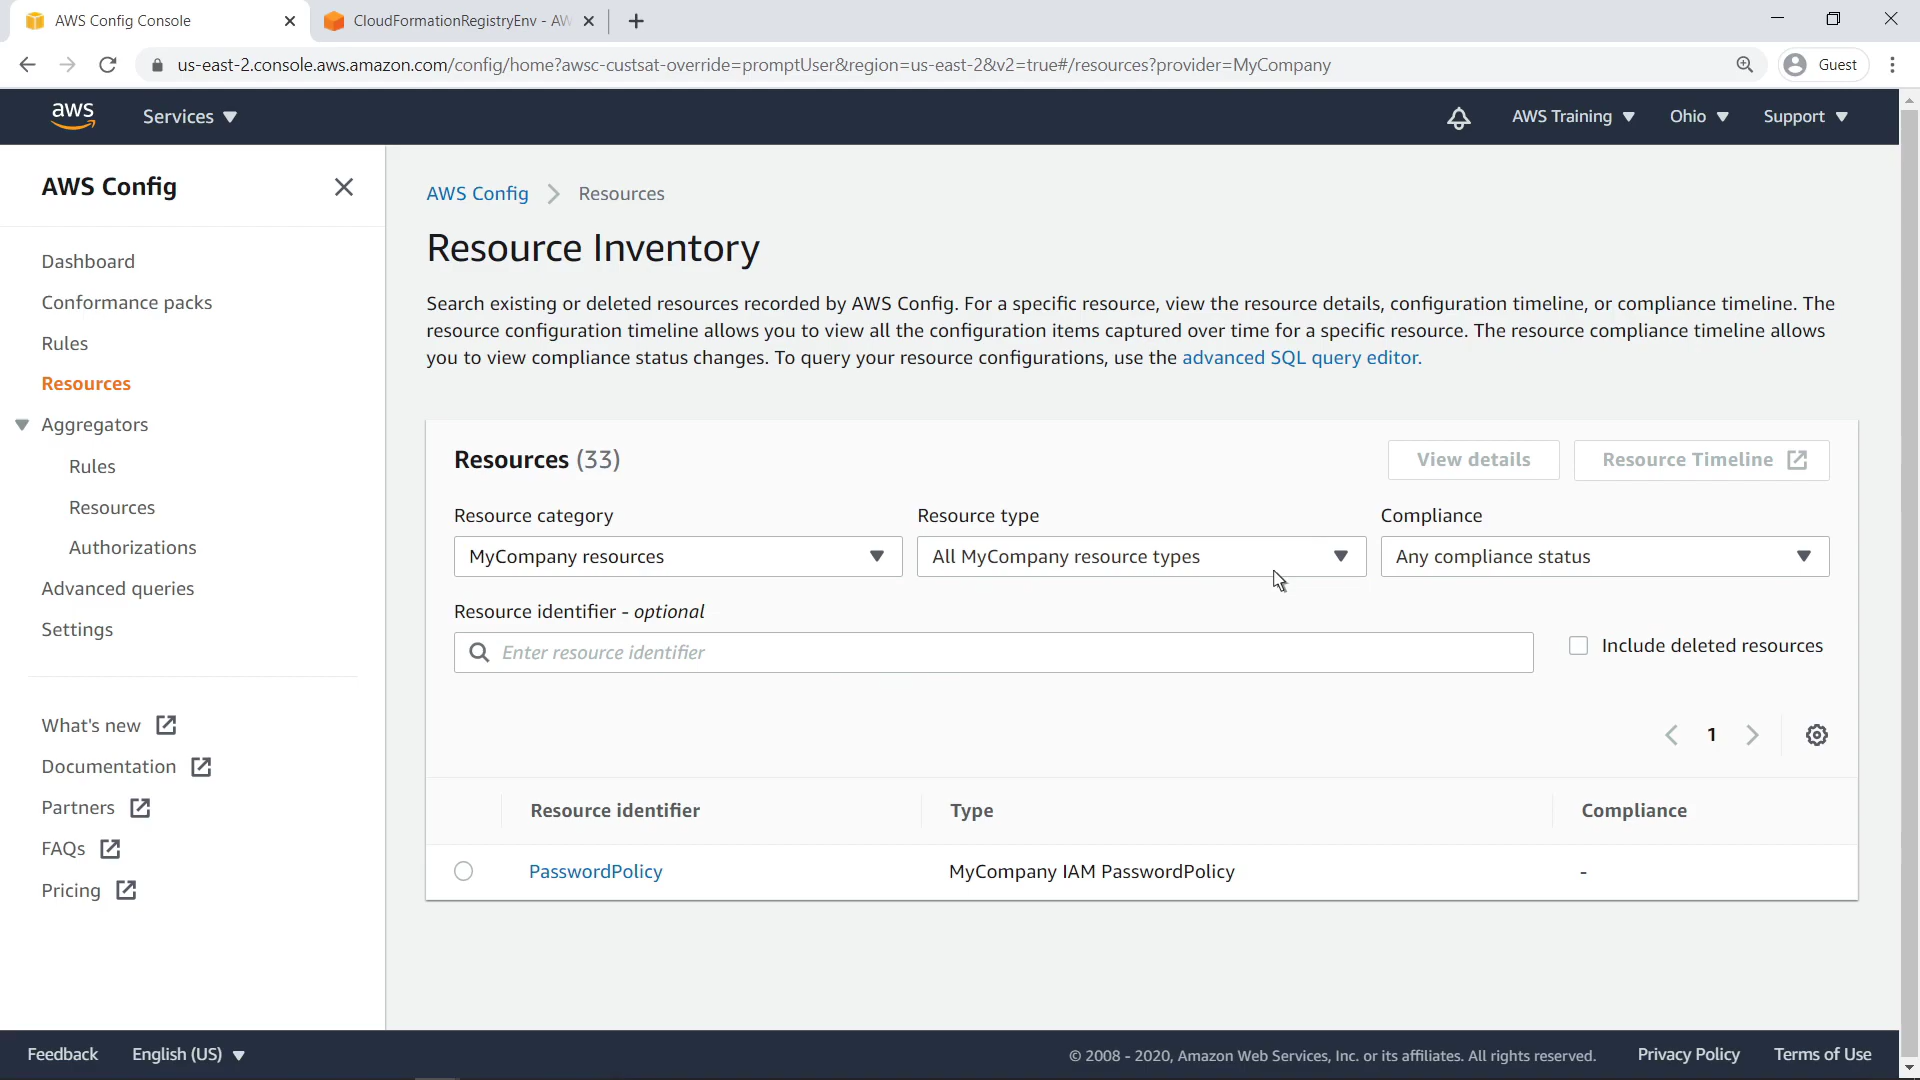 AWS Config Console
CloudFormationRegistryEnv - AW
us-east-2.console.aws.amazon.com/config/home?awsc-custsat-override=promptUser&region=us-east-2&v2=true#/resources?provider=MyCompany
Guest
aws
Services
AWS Training
Ohio
Support
AWS Config
Dashboard
Conformance packs
Rules
Resources
Aggregators
Rules
Resources
Authorizations
Advanced queries
Settings
What's new
Documentation
Partners
FAQs
Pricing
AWS Config
Resources
Resource Inventory
Search existing or deleted resources recorded by AWS Config. For a specific resource, view the resource details, configuration timeline, or compliance timeline. The
resource configuration timeline allows you to view all the configuration items captured over time for a specific resource. The resource compliance timeline allows
you to view compliance status changes. To query your resource configurations, use the advanced SQL query editor.
Resources (33)
View details
Resource Timeline
Resource category
Resource type
Compliance
MyCompany resources
All MyCompany resource types
Any compliance status
Resource identifier - optional
Enter resource identifier
Include deleted resources
1
Resource identifier
Type
Compliance
PasswordPolicy
MyCompany IAM PasswordPolicy
-
Feedback
English (US)
© 2008 - 2020, Amazon Web Services, Inc. or its affiliates. All rights reserved.
Privacy Policy
Terms of Use